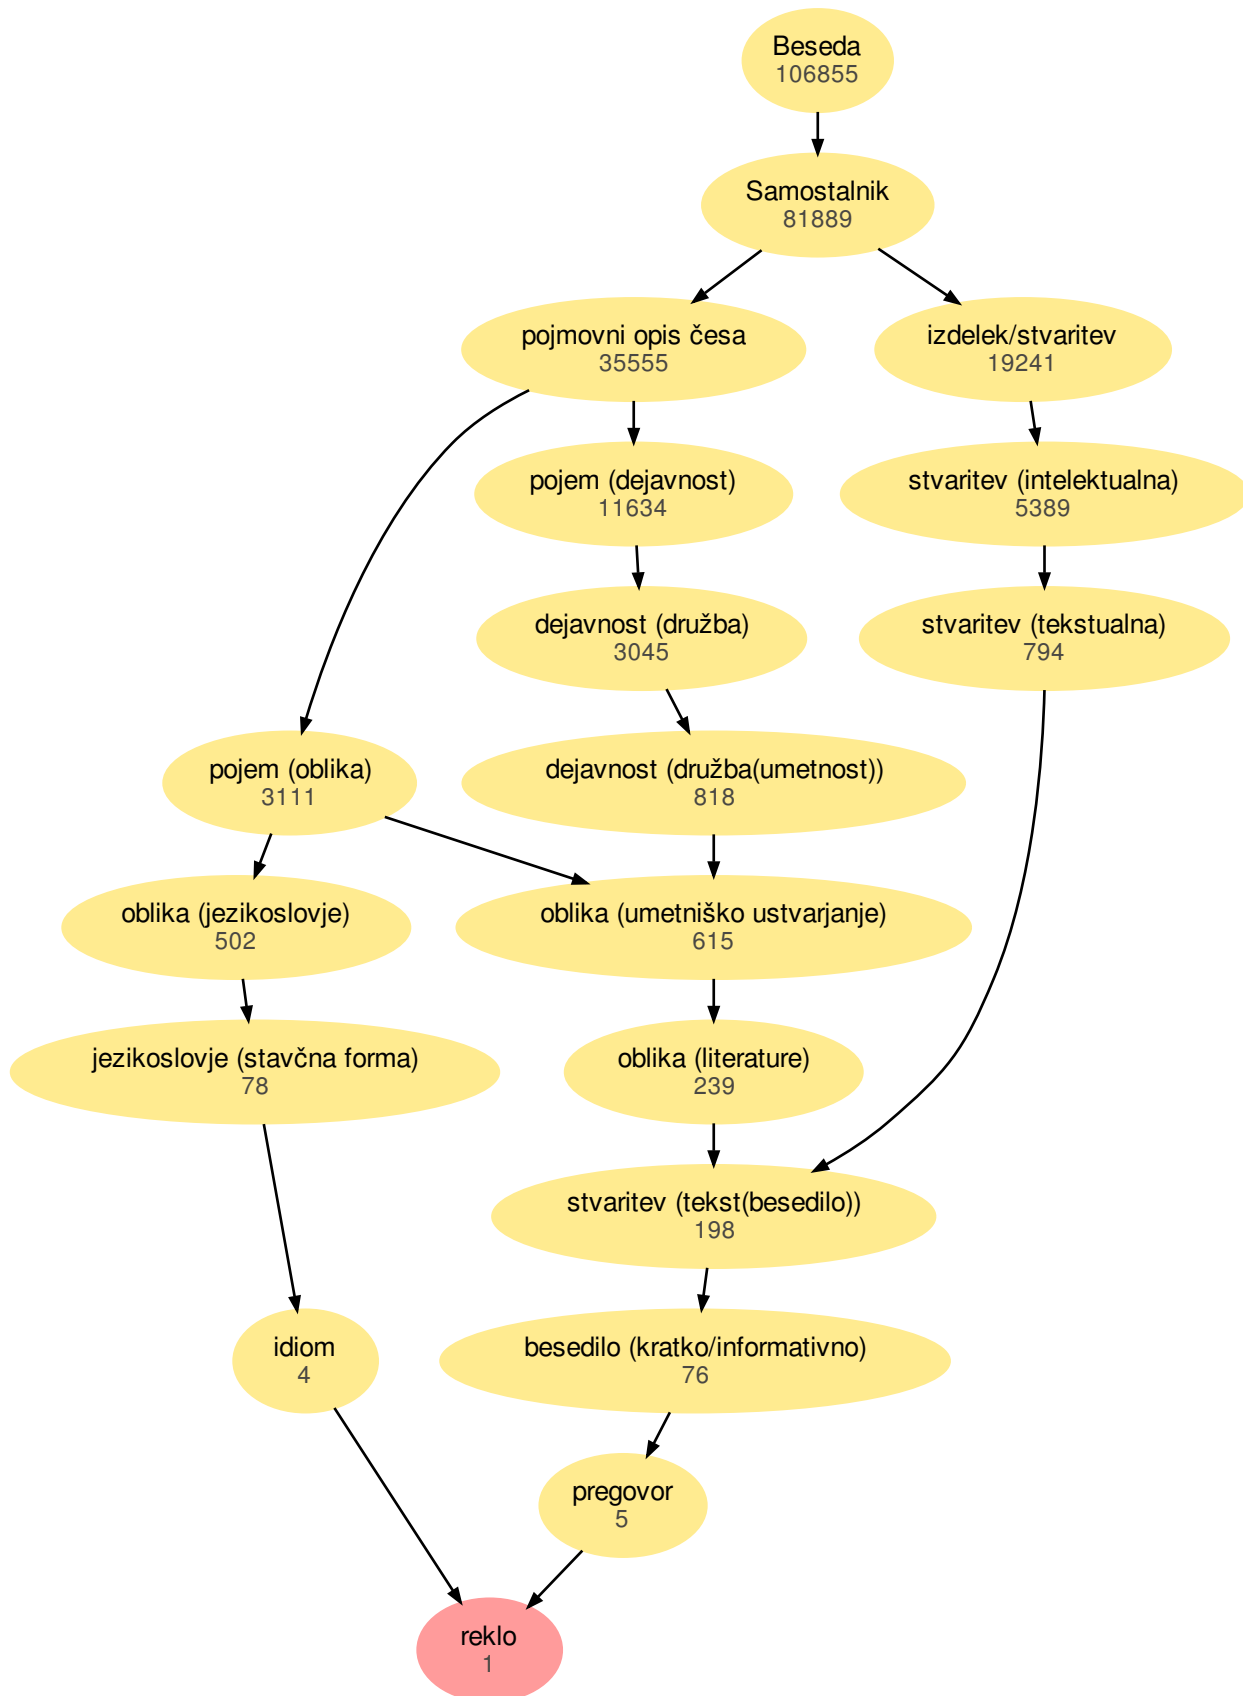 Beseda
106855
Samostalnik
81889
pojmovni opis česa
35555
izdelek/stvaritev
19241
pojem (dejavnost)
11634
stvaritev (intelektualna)
5389
dejavnost (družba)
3045
stvaritev (tekstualna)
794
pojem (oblika)
3111
dejavnost (družba(umetnost))
818
oblika (jezikoslovje)
502
oblika (umetniško ustvarjanje)
615
jezikoslovje (stavčna forma)
78
oblika (literature)
239
stvaritev (tekst(besedilo))
198
idiom
4
besedilo (kratko/informativno)
76
pregovor
5
reklo
1